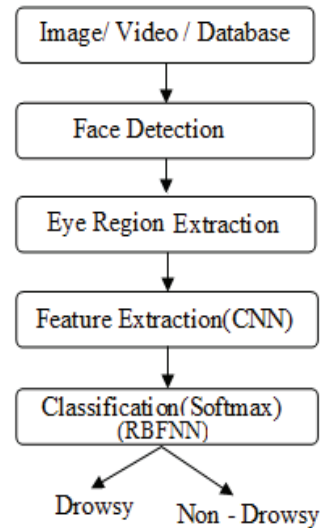 Image/ Video / Database
Face Detection
Eye Region Extraction
Feature Extraction(CNN)
Classification(Softmax)
(RBFNN)
Drowsy
Non - Drowsy